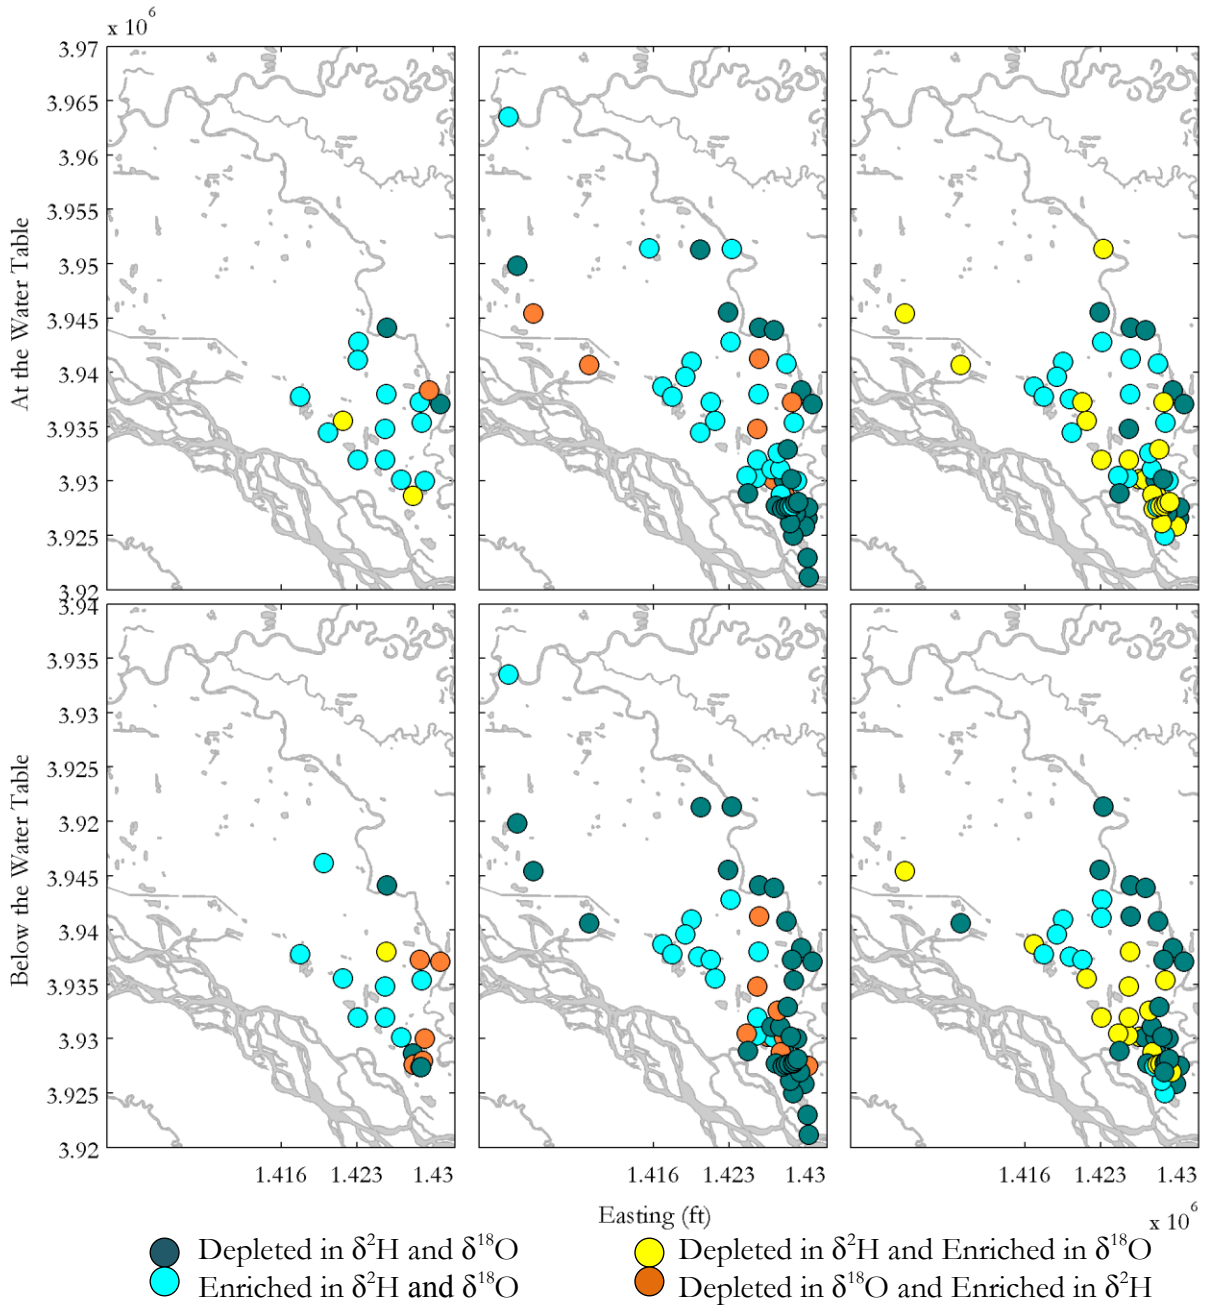 x 10⁶
3.97
3.965
3.96
3.955
3.95
3.945
3.94
3.935
3.93
3.925
3.92
At the Water Table
3.94
3.935
3.93
3.925
3.92
3.945
3.94
3.935
3.93
3.925
3.92
Below the Water Table
1.416 1.423 1.43 1.416 1.423 1.43 1.416 1.423 1.43
Easting (ft)
x 10⁶
Depleted in δ²H and δ¹⁸O
Enriched in δ²H and δ¹⁸O
Depleted in δ²H and Enriched in δ¹⁸O
Depleted in δ¹⁸O and Enriched in δ²H